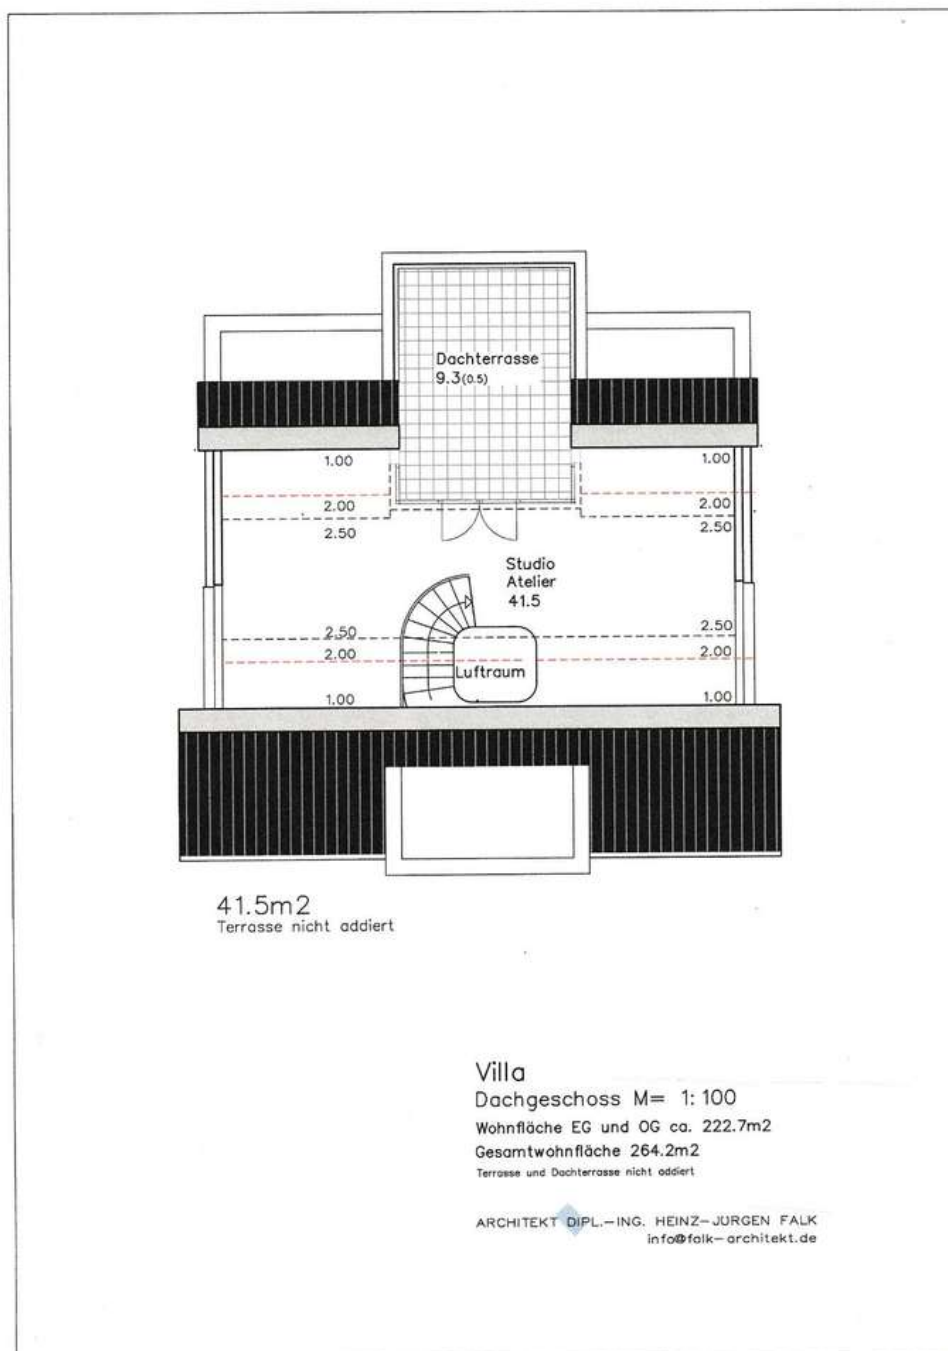 Dachterrasse
9.3(0.5)
1.00
1.00
2.00
2.00
2.50
2.50
Studio
Atelier
41.5
2.50
2.50
2.00
2.00
Luftraum
1.00
1.00
41.5m2
Terrasse nicht addiert
Villa
Dachgeschoss M= 1: 100
Wohnfläche EG und OG ca. 222.7m2
Gesamtwohnfläche 264.2m2
Terrasse und Dachterrasse nicht addiert
ARCHITEKT DIPL.-ING. HEINZ-JÜRGEN FALK
info@falk-architekt.de